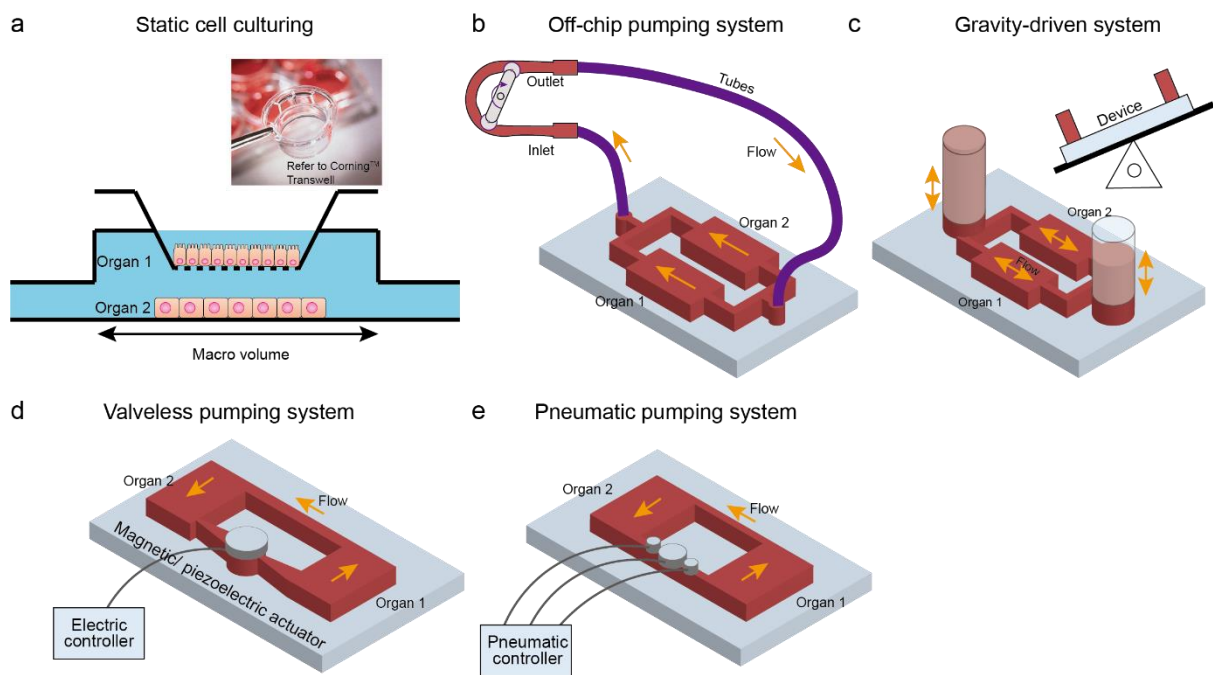 a
Static cell culturing
Refer to Corning™
Transwell
Organ 1
Organ 2
Macro volume
b
Off-chip pumping system
Outlet
Tubes
Inlet
Flow
Organ 2
Organ 1
c
Gravity-driven system
Device
Organ 2
Flow
Organ 1
d
Valveless pumping system
Organ 2
Flow
Magnetic/ piezoelectric actuator
Organ 1
Electric
controller
e
Pneumatic pumping system
Organ 2
Flow
Organ 1
Pneumatic
controller